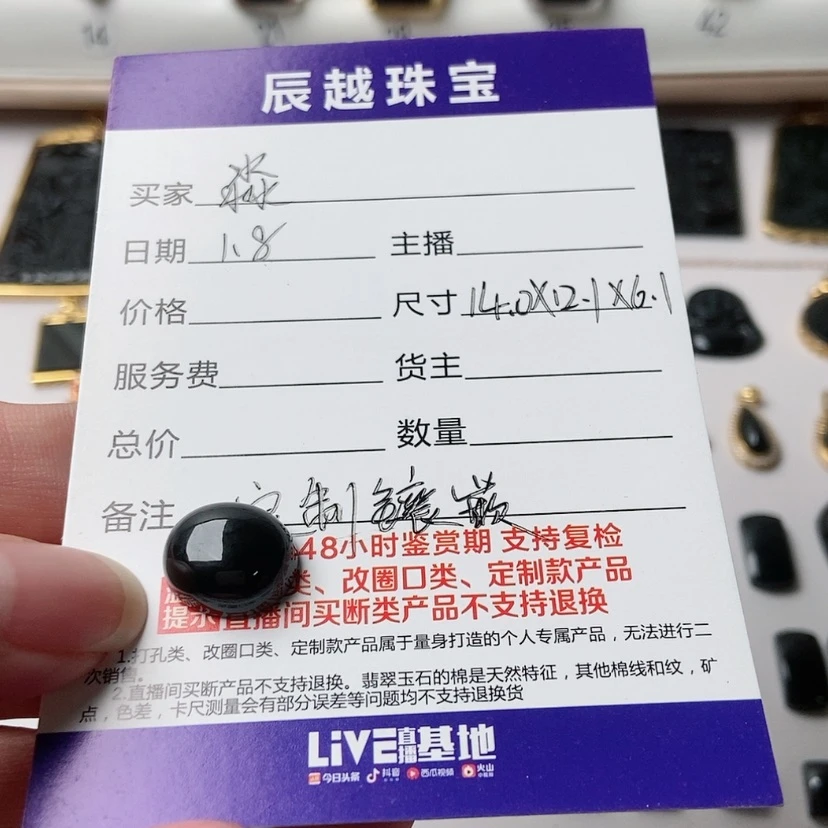 辰越珠宝
买家 淼
日期 1.8 主播
价格 尺寸 14.0X12.1X6.1
服务费 货主
总价 数量
备注 定制镶嵌
48小时鉴赏期 支持复检
类、改圈口类、定制款产品
提示 直播间买断类产品不支持退换
1.打孔类、改圈口类、定制款产品属于量身打造的个人专属产品，无法进行二
次销售。
2.直播间买断产品不支持退换。翡翠玉石的棉是天然特征，其他棉线和纹，矿
点，色差，卡尺测量会有部分误差等问题均不支持退换货
LiVE直播基地
今日头条 抖音 西瓜视频 火山